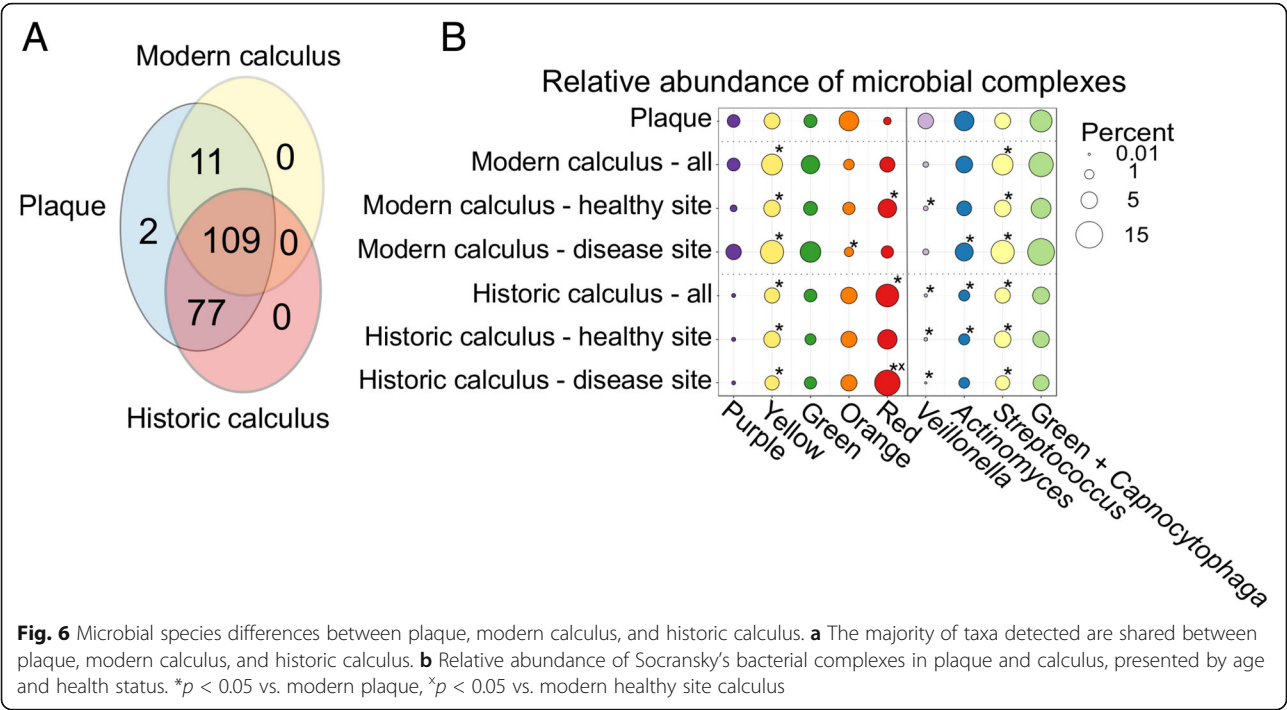 A
Modern calculus
11
0
Plaque
2
109
0
77
0
Historic calculus
B
Relative abundance of microbial complexes
Plaque
Modern calculus - all
* *
Modern calculus - healthy site
* * * *
Modern calculus - disease site
* * * *
Historic calculus - all
* * * * *
Historic calculus - healthy site
* * * *
Historic calculus - disease site
* *x * *
Purple
Yellow
Green
Orange
Red
Veillonella
Actinomyces
Streptococcus
Green + Capnocytophaga
Percent
0.01
1
5
15
Fig. 6 Microbial species differences between plaque, modern calculus, and historic calculus. a The majority of taxa detected are shared between
plaque, modern calculus, and historic calculus. b Relative abundance of Socransky's bacterial complexes in plaque and calculus, presented by age
and health status. *p < 0.05 vs. modern plaque, xp < 0.05 vs. modern healthy site calculus